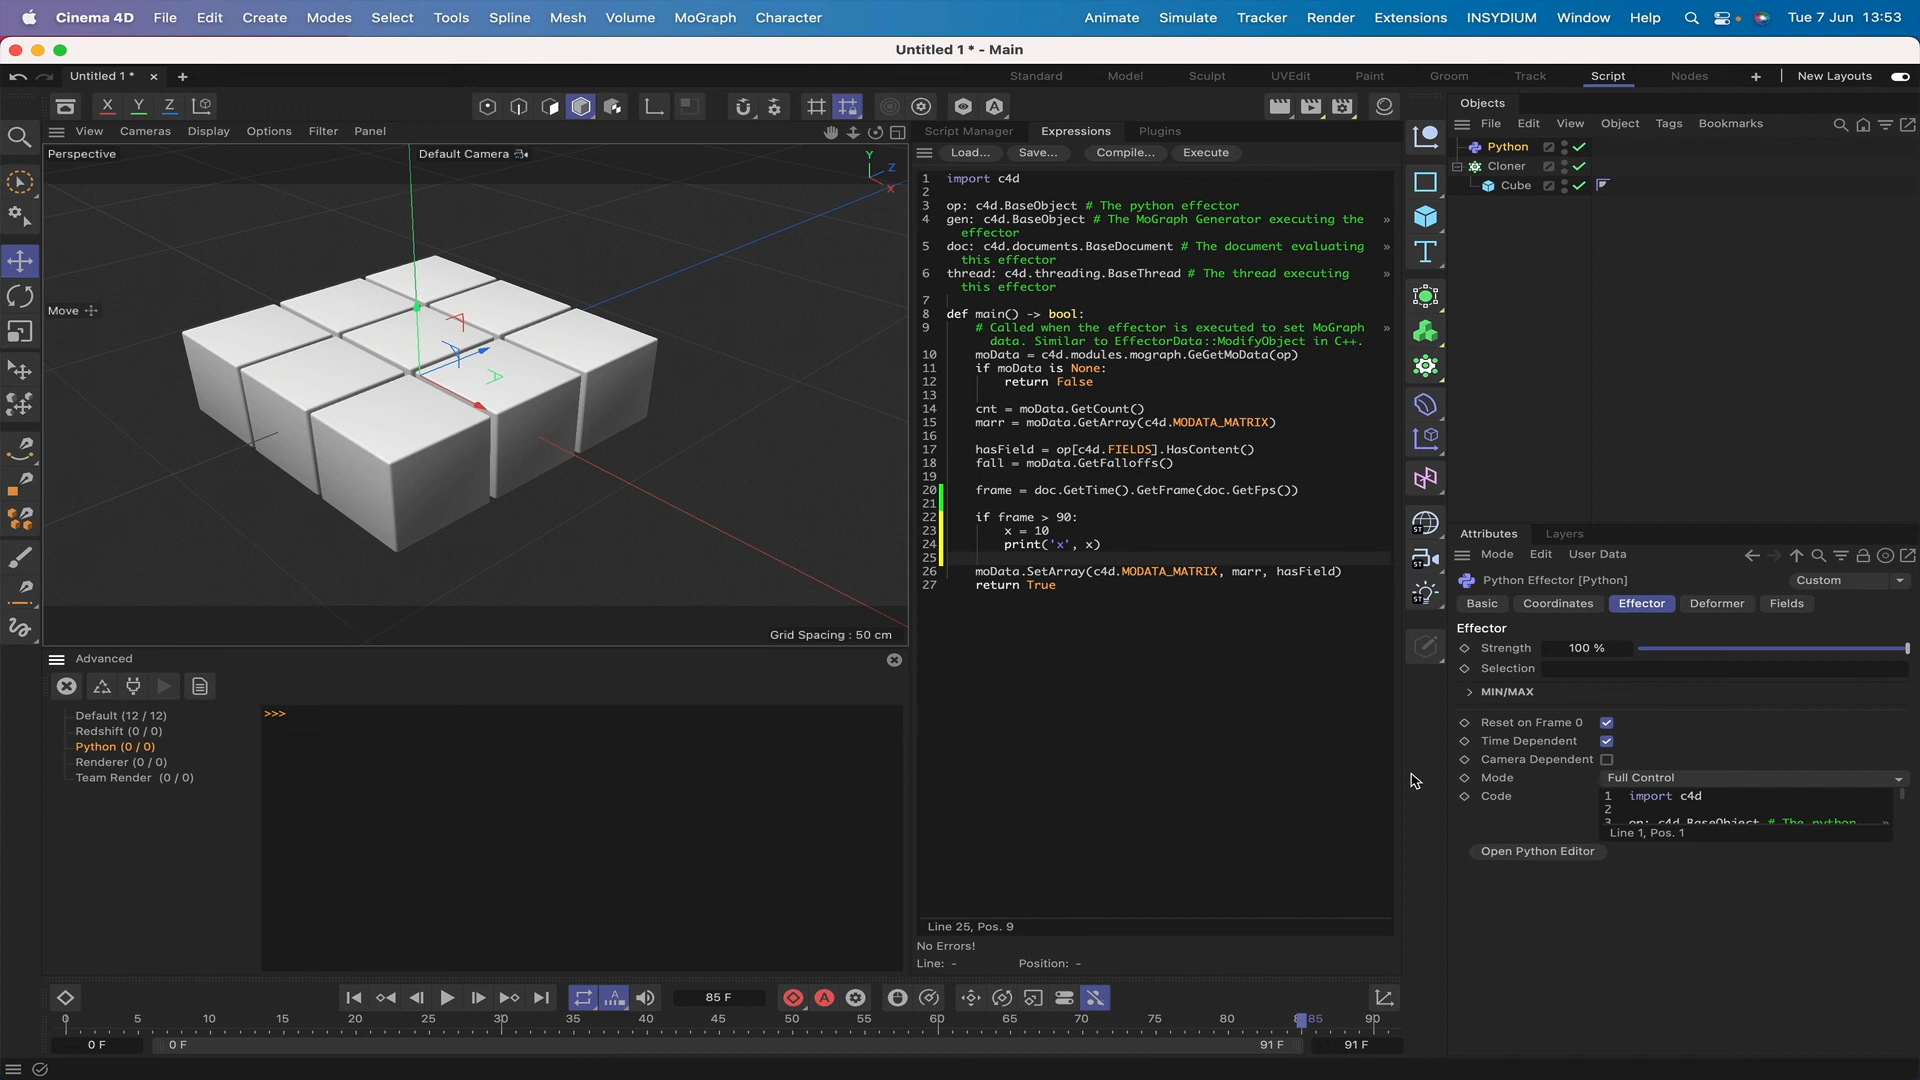 Cinema 4D File Edit Create Modes Select Tools Spline Mesh Volume MoGraph Character Animate Simulate Tracker Render Extensions INSYDIUM Window Help Tue 7 Jun 13:53
Untitled 1 * - Main
Untitled 1 * × + Standard Model Sculpt UVEdit Paint Groom Track Script Nodes + New Layouts
X Y Z
View Cameras Display Options Filter Panel
Perspective
Default Camera
Y
Z
X
Move
Grid Spacing : 50 cm
Script Manager Expressions Plugins
Load... Save... Compile... Execute
1 import c4d
2
3 op: c4d.BaseObject # The python effector
4 gen: c4d.BaseObject # The MoGraph Generator executing the »
effector
5 doc: c4d.documents.BaseDocument # The document evaluating »
this effector
6 thread: c4d.threading.BaseThread # The thread executing »
this effector
7
8 def main() -> bool:
9 # Called when the effector is executed to set MoGraph »
data. Similar to EffectorData::ModifyObject in C++.
10 moData = c4d.modules.mograph.GeGetMoData(op)
11 if moData is None:
12 return False
13
14 cnt = moData.GetCount()
15 marr = moData.GetArray(c4d.MODATA_MATRIX)
16
17 hasField = op[c4d.FIELDS].HasContent()
18 fall = moData.GetFalloffs()
19
20 frame = doc.GetTime().GetFrame(doc.GetFps())
21
22 if frame > 90:
23 x = 10
24 print('x', x)
25
26 moData.SetArray(c4d.MODATA_MATRIX, marr, hasField)
27 return True
Line 25, Pos. 9
No Errors!
Line: - Position: -
Objects
File Edit View Object Tags Bookmarks
Python
Cloner
Cube
T
ST
ST
ST
Attributes Layers
Mode Edit User Data
Python Effector [Python] Custom
Basic Coordinates Effector Deformer Fields
Effector
Strength 100 %
Selection
MIN/MAX
Reset on Frame 0
Time Dependent
Camera Dependent
Mode Full Control
Code 1 import c4d
2
3 op: c4d.BaseObject # The python »
Line 1, Pos. 1
Open Python Editor
Advanced
Default (12 / 12)
Redshift (0 / 0)
Python (0 / 0)
Renderer (0 / 0)
Team Render (0 / 0)
>>>
85 F
0 5 10 15 20 25 30 35 40 45 50 55 60 65 70 75 80 85 90
0 F 0 F 91 F 91 F